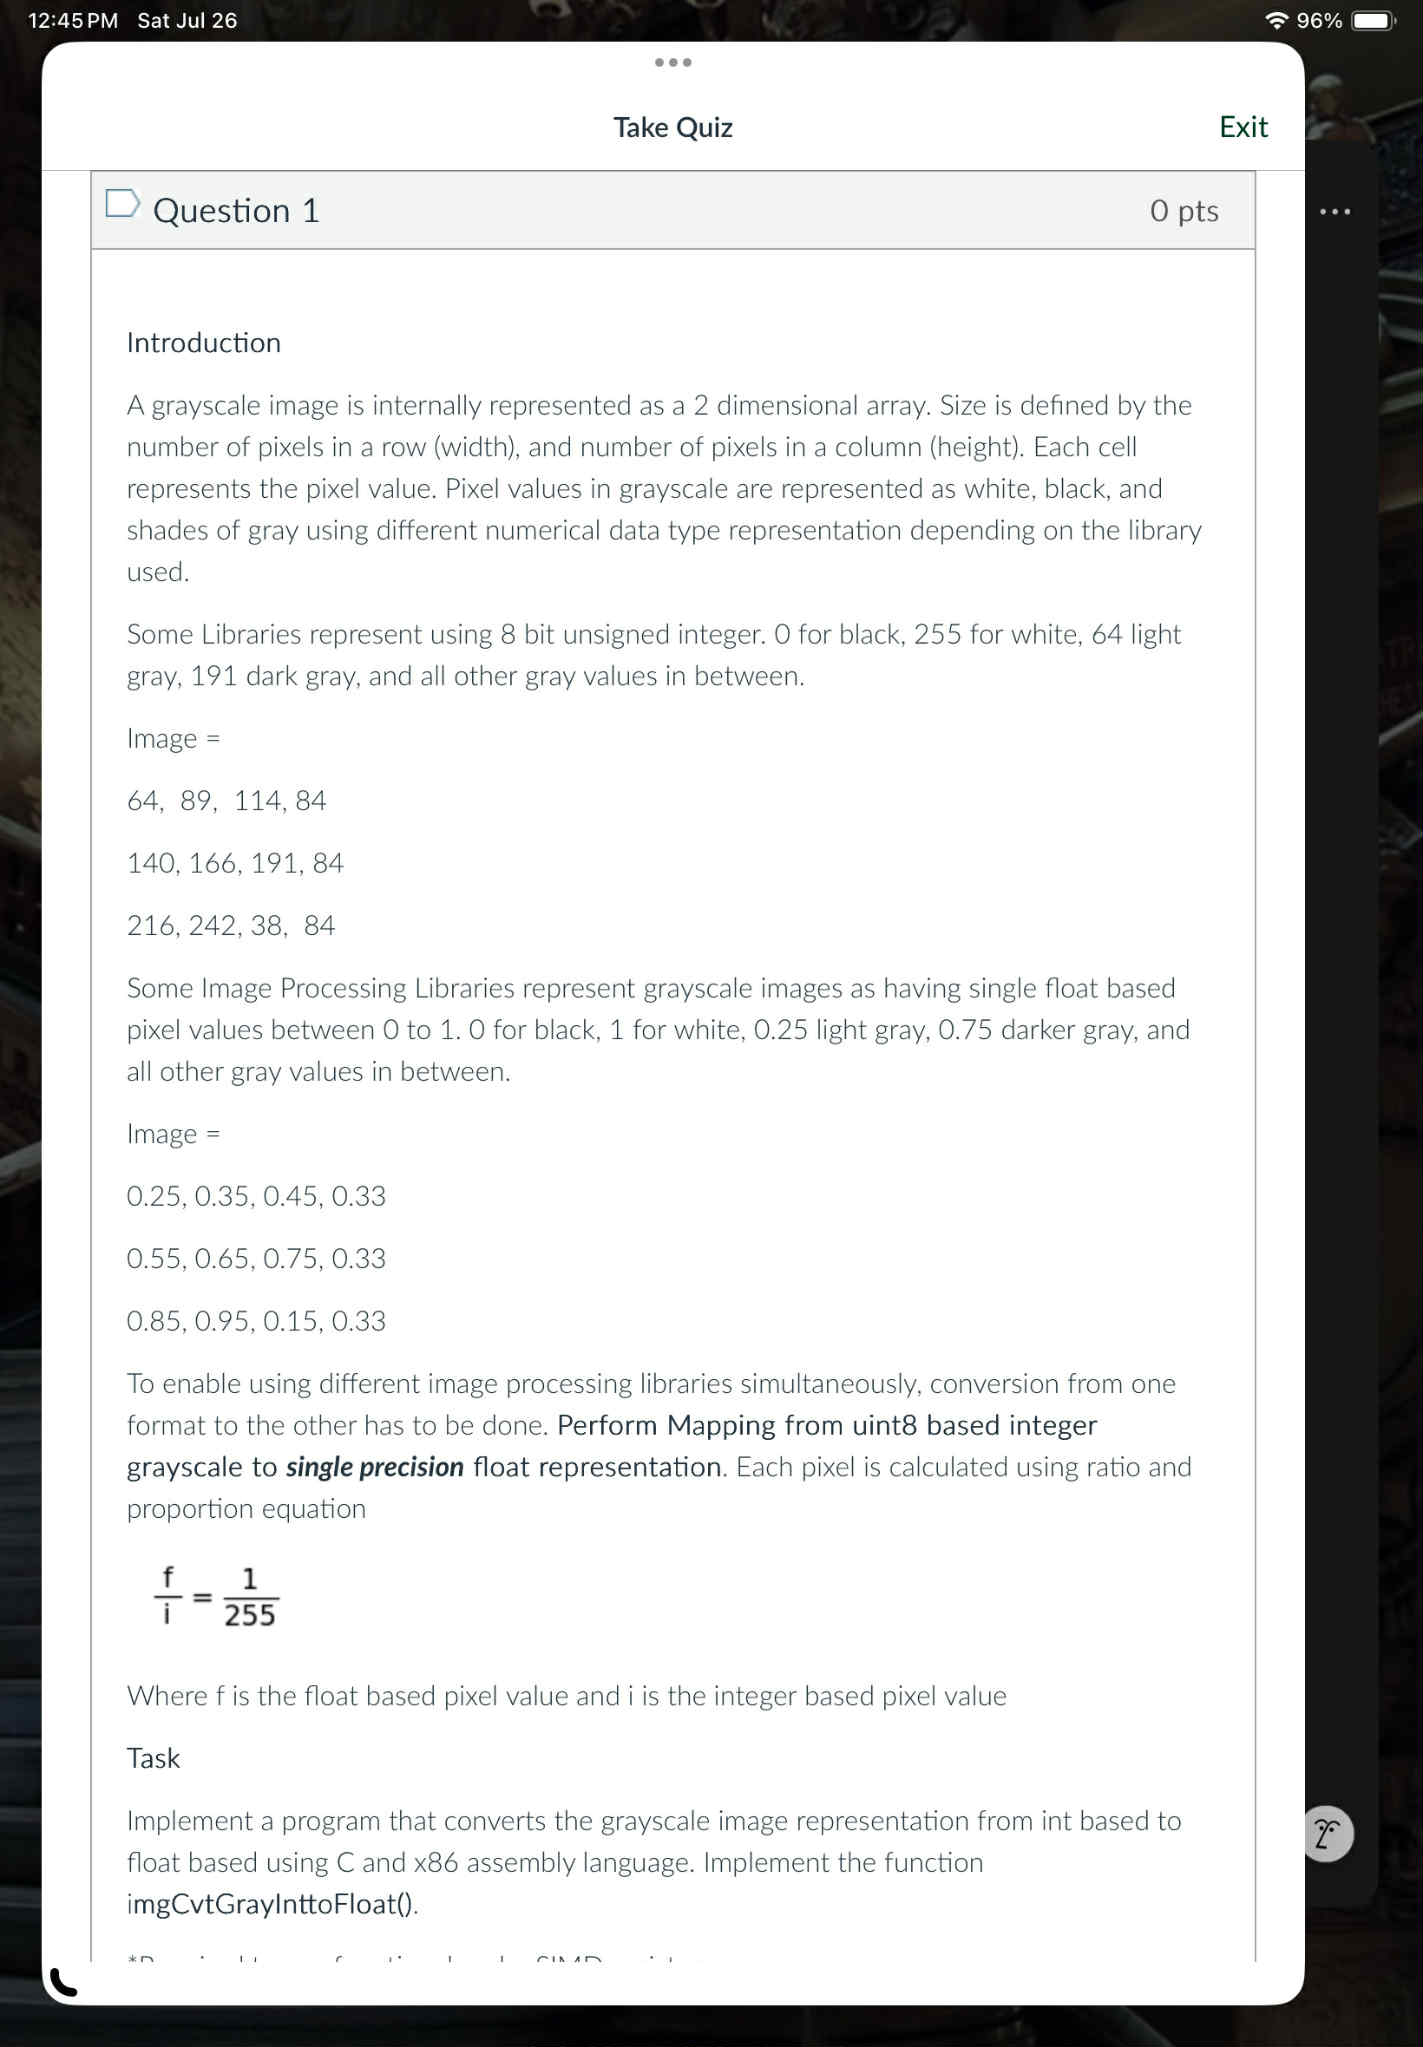 12:45 PM Sat Jul 26
96%
Take Quiz
Exit
Question 1
0 pts
Introduction
A grayscale image is internally represented as a 2 dimensional array. Size is defined by the
number of pixels in a row (width), and number of pixels in a column (height). Each cell
represents the pixel value. Pixel values in grayscale are represented as white, black, and
shades of gray using different numerical data type representation depending on the library
used.
Some Libraries represent using 8 bit unsigned integer. 0 for black, 255 for white, 64 light
gray, 191 dark gray, and all other gray values in between.
Image =
64, 89, 114, 84
140, 166, 191, 84
216, 242, 38, 84
Some Image Processing Libraries represent grayscale images as having single float based
pixel values between 0 to 1. 0 for black, 1 for white, 0.25 light gray, 0.75 darker gray, and
all other gray values in between.
Image =
0.25, 0.35, 0.45, 0.33
0.55, 0.65, 0.75, 0.33
0.85, 0.95, 0.15, 0.33
To enable using different image processing libraries simultaneously, conversion from one
format to the other has to be done. Perform Mapping from uint8 based integer
grayscale to single precision float representation. Each pixel is calculated using ratio and
proportion equation
f/i = 1/255
Where f is the float based pixel value and i is the integer based pixel value
Task
Implement a program that converts the grayscale image representation from int based to
float based using C and x86 assembly language. Implement the function
imgCvtGrayInttoFloat().